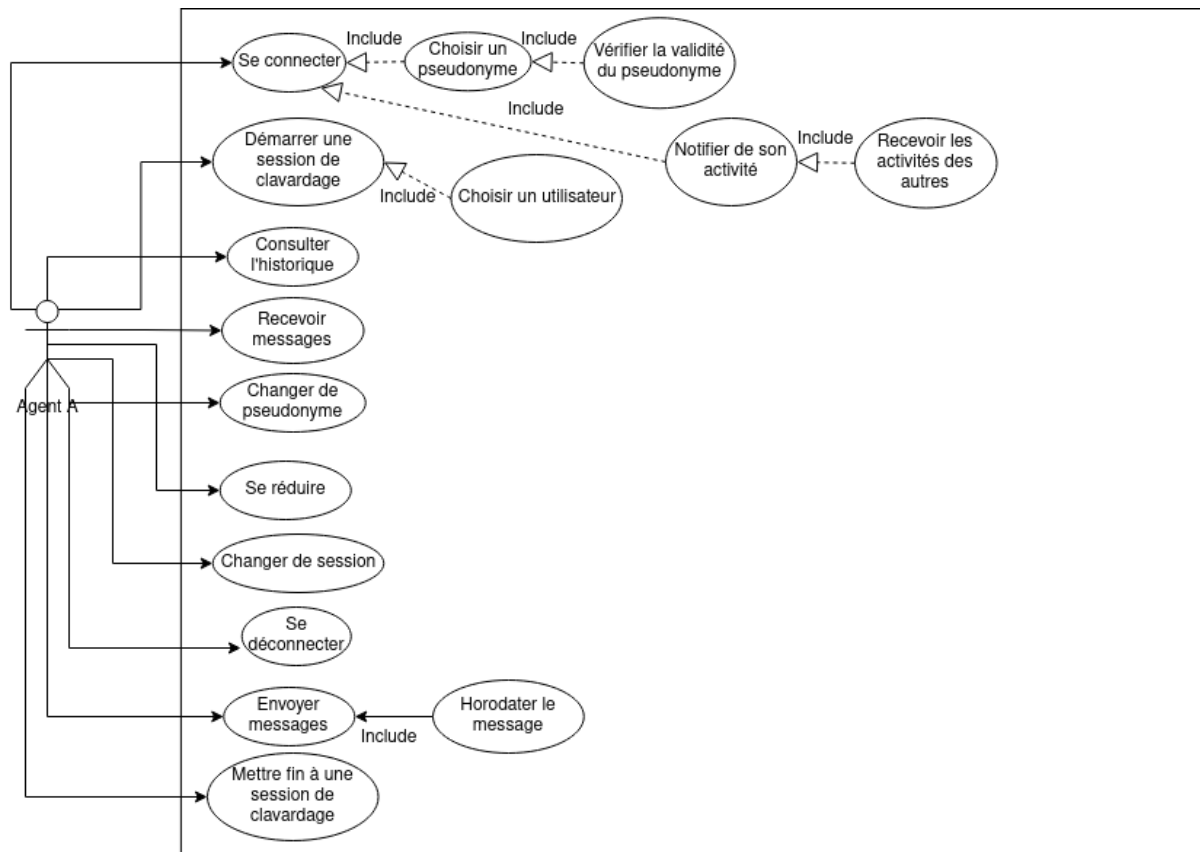 Se connecter
Include
Choisir un
pseudonyme
Include
Vérifier la validité
du pseudonyme
Include
Démarrer une
session de
clavardage
Include
Choisir un utilisateur
Notifier de son
activité
Include
Recevoir les
activités des
autres
Consulter
l'historique
Recevoir
messages
Agent A
Changer de
pseudonyme
Se réduire
Changer de session
Se
déconnecter
Envoyer
messages
Include
Horodater le
message
Mettre fin à une
session de
clavardage